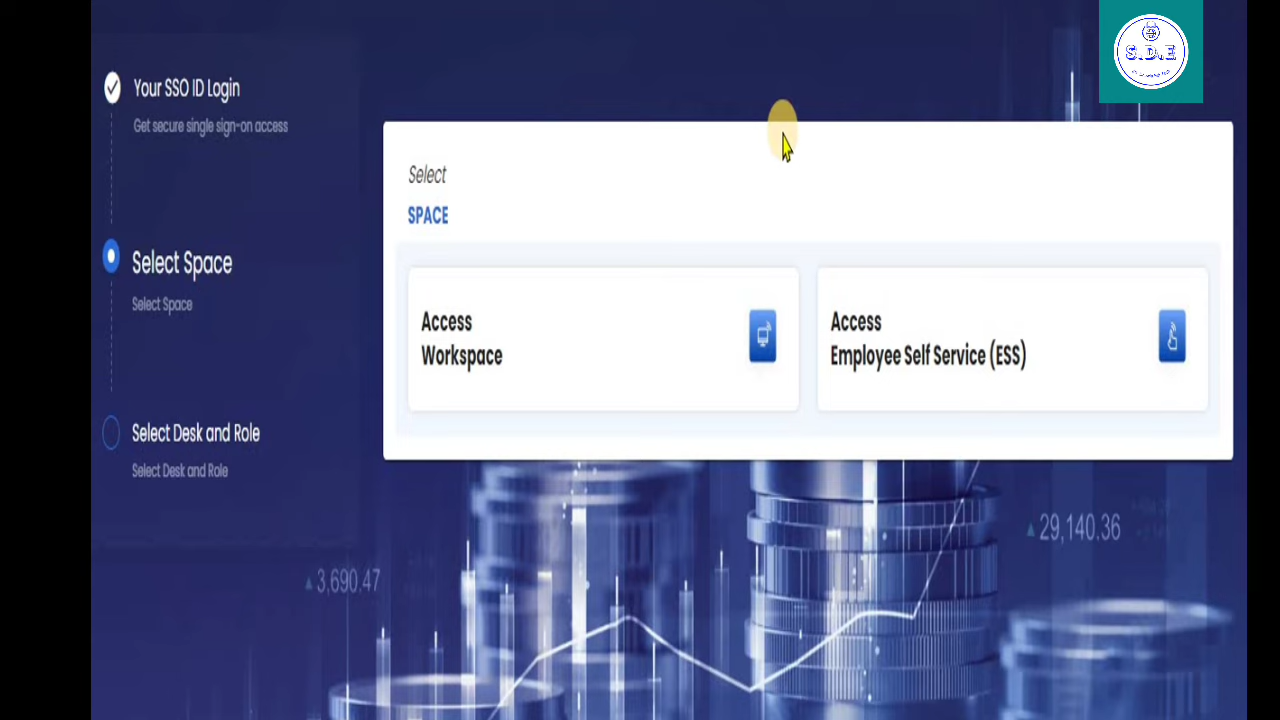 S.D.E
Your SSO ID Login
Get secure single sign-on access
Select Space
Select Space
Select Desk and Role
Select Desk and Role
Select
SPACE
Access
Workspace
Access
Employee Self Service (ESS)
29,140.36
3,690.47